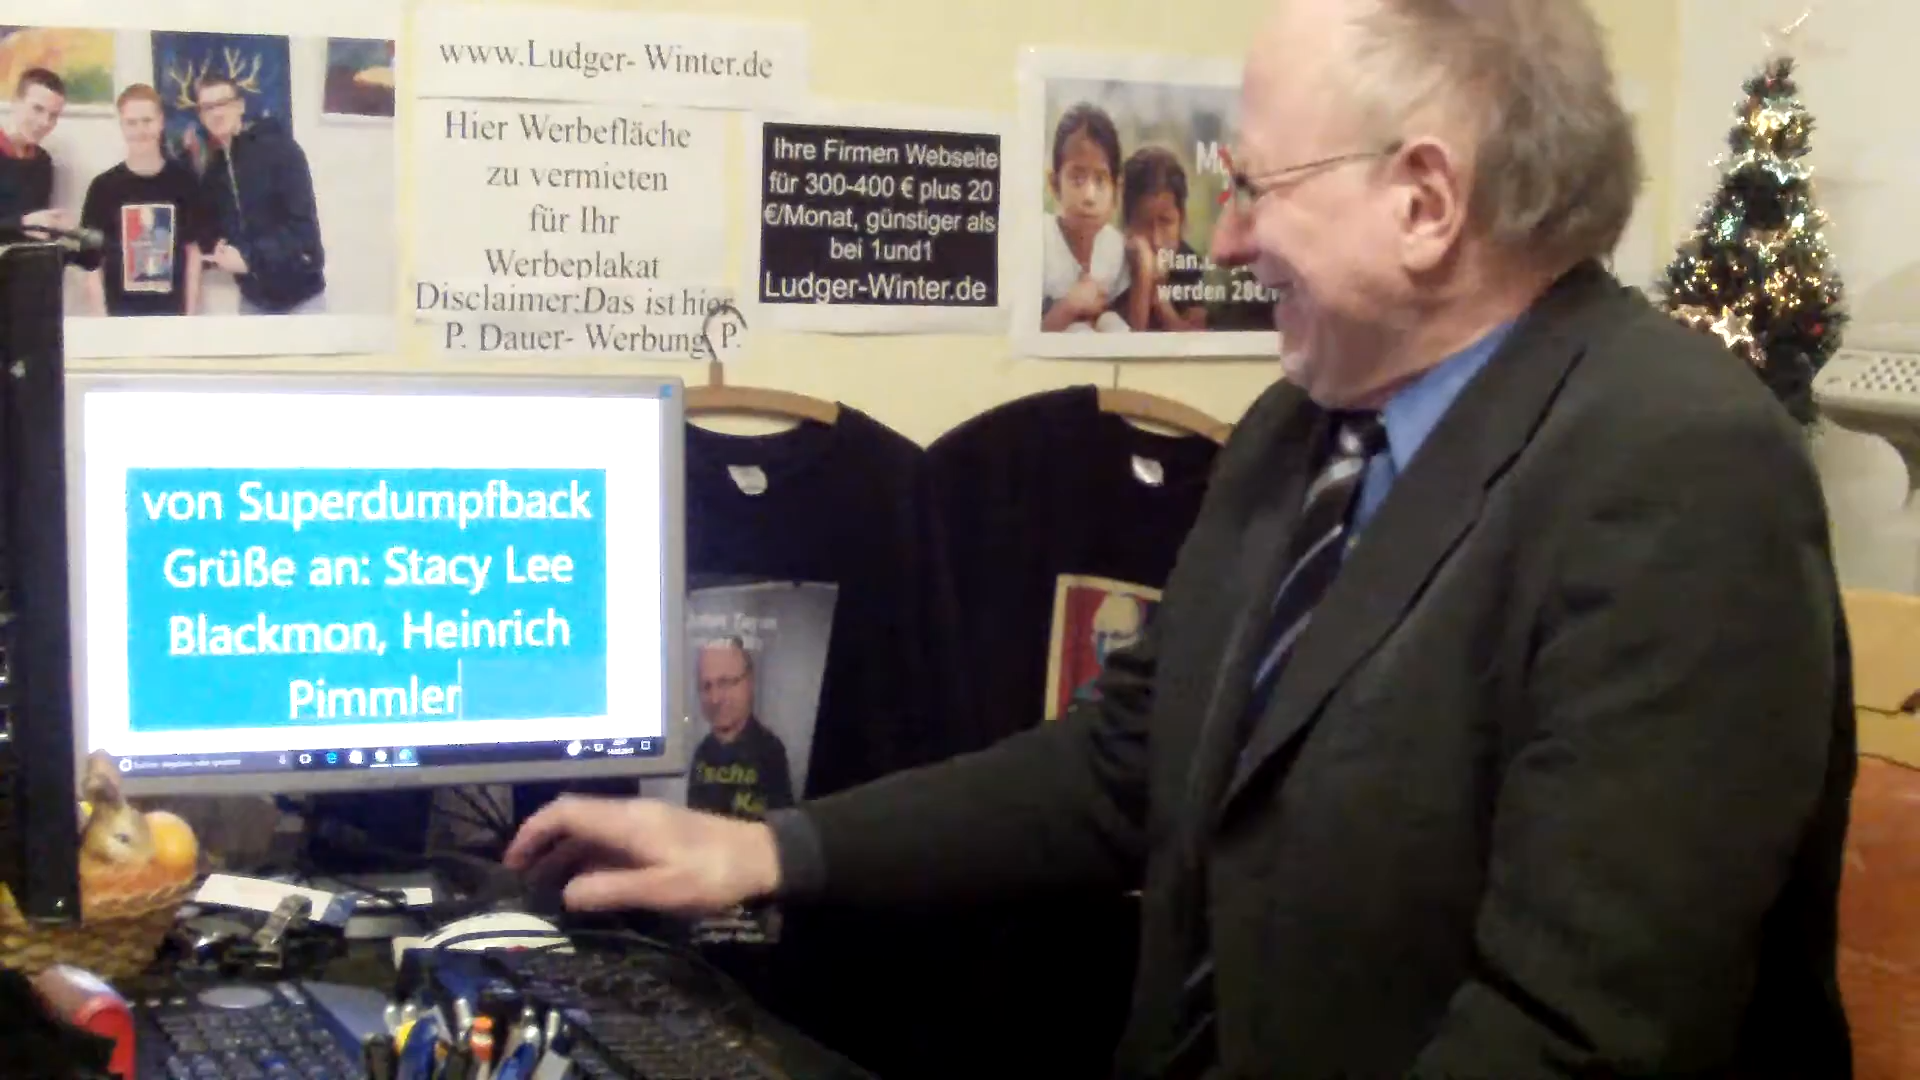 www.Ludger- Winter.de
Hier Werbefläche
zu vermieten
für Ihr
Werbeplakat
Disclaimer:Das ist hier
P. Dauer- Werbung P.
Ihre Firmen Webseite
für 300-400 € plus 20
€/Monat, günstiger als
bei 1und1
Ludger-Winter.de
werden 28€/
von Superdumpfback
Grüße an: Stacy Lee
Blackmon, Heinrich
Pimmler